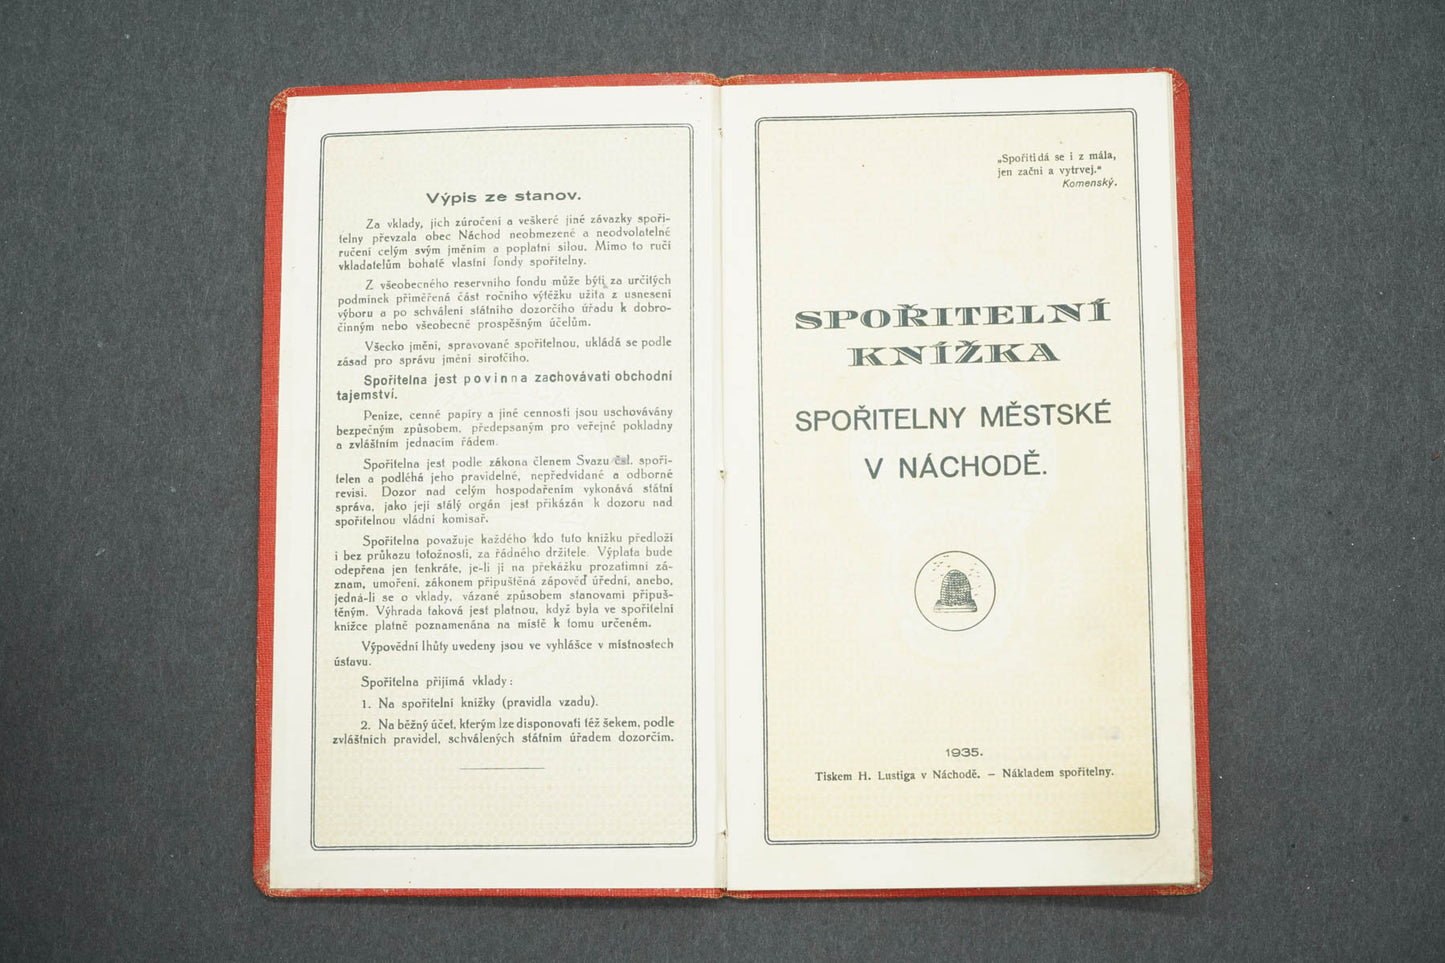 Výpis ze stanov.
Za vklady, jich zúročení a veškeré jiné závazky spoři-
telny převzala obec Náchod neobmezené a neodvolatelné
ručení celým svým jměním a poplatní silou. Mimo to ručí
vkladatelům bohaté vlastní fondy spořitelny.
Z všeobecného reservního fondu může býti za určitých
podmínek přiměřená část ročního výtěžku užita z usnesení
výboru a po schválení státního dozorčího úřadu k dobro-
činným nebo všeobecně prospěšným účelům.
Všecko jmění, spravované spořitelnou, ukládá se podle
zásad pro správu jmění sirotčího.
Spořitelna jest povinna zachovávati obchodní
tajemství.
Peníze, cenné papíry a jiné cennosti jsou uschovávány
bezpečným způsobem, předepsaným pro veřejné pokladny
a zvláštním jednacím řádem.
Spořitelna jest podle zákona členem Svazu čsl. spoři-
telen a podléhá jeho pravidelné, nepředvídané a odborné
revisi. Dozor nad celým hospodařením vykonává státní
správa, jako její stálý orgán jest přikázán k dozoru nad
spořitelnou vládní komisař.
Spořitelna považuje každého kdo tuto knížku předloží
i bez průkazu totožnosti, za řádného držitele. Výplata bude
odepřena jen tenkráte, je-li jí na překážku prozatimní zá-
znam, umoření, zákonem připuštěná zápověď úřední, anebo,
jedná-li se o vklady, vázané způsobem stanovami připuš-
těným. Výhrada taková jest platnou, když byla ve spořitelní
knížce platně poznamenána na místě k tomu určeném.
Výpovědní lhůty uvedeny jsou ve vyhlášce v místnostech
ústavu.
Spořitelna přijímá vklady:
1. Na spořitelní knížky (pravidla vzadu).
2. Na běžný účet, kterým lze disponovati též šekem, podle
zvláštních pravidel, schválených státním úřadem dozorčím.
„Spořiti dá se i z mála,
jen začni a vytrvej.“
Komenský.
SPOŘITELNÍ
KNÍŽKA
SPOŘITELNY MĚSTSKÉ
V NÁCHODĚ.
1935.
Tiskem H. Lustiga v Náchodě. – Nákladem spořitelny.